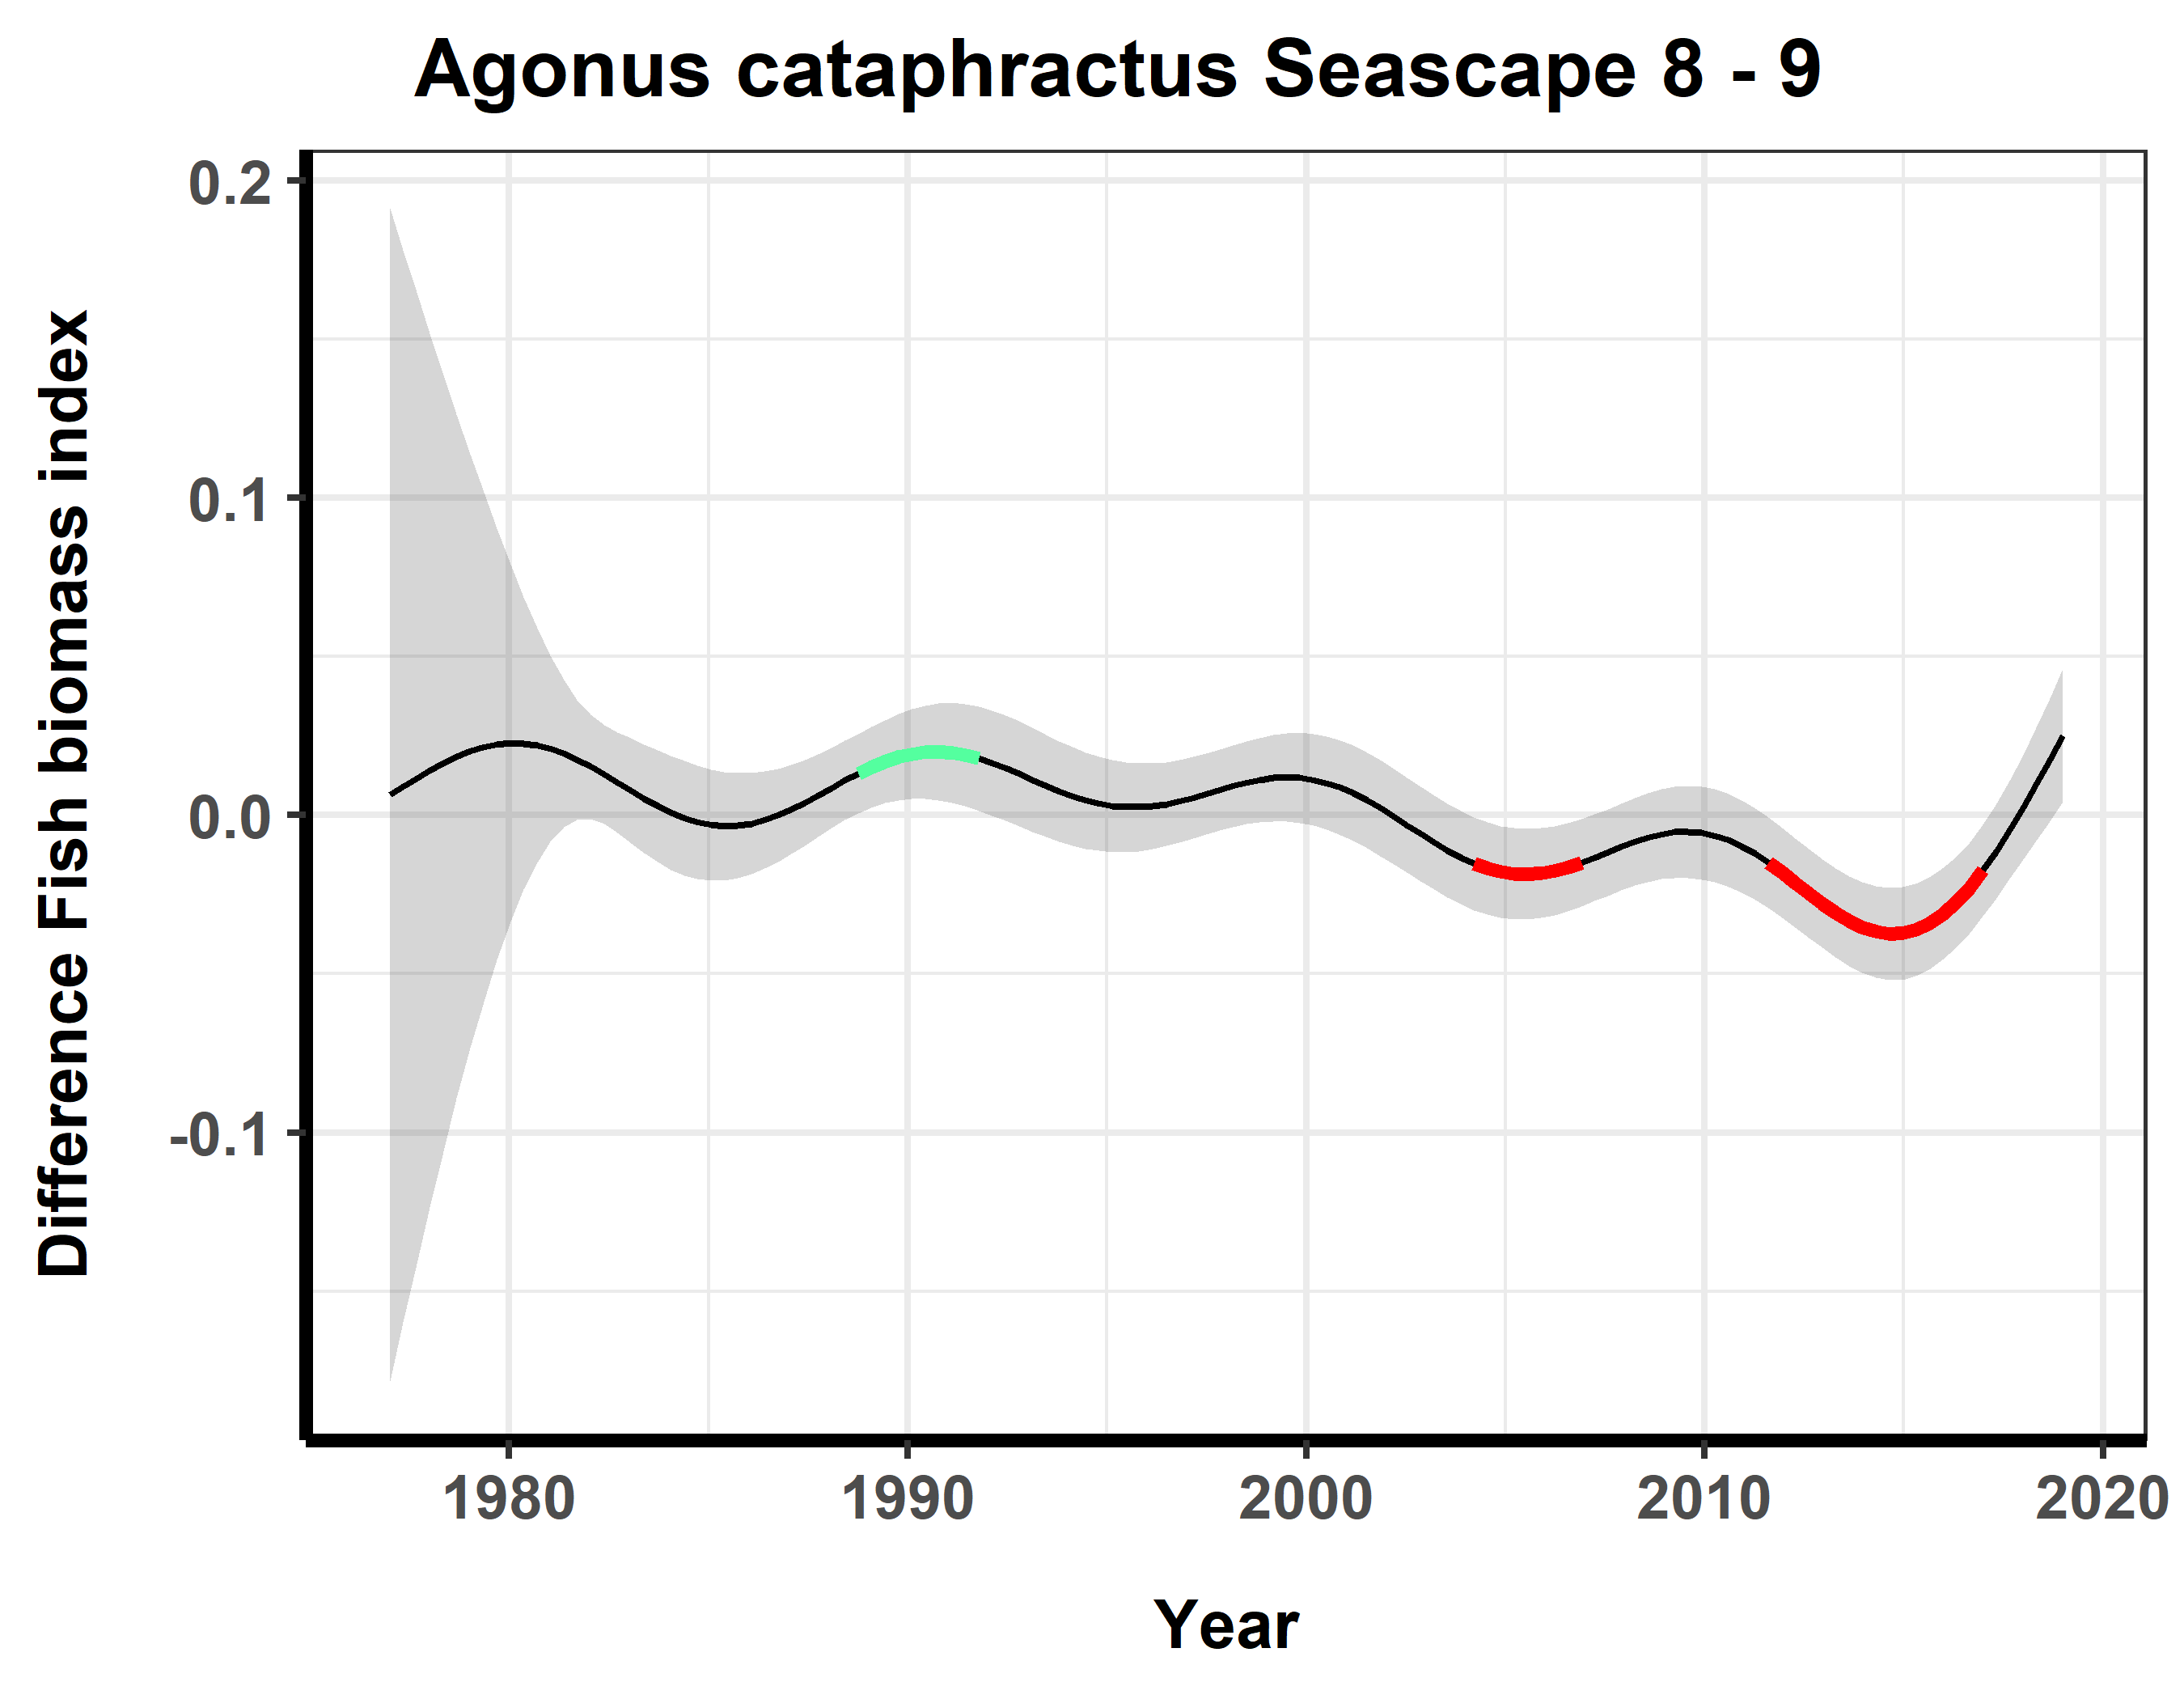 Agonus cataphractus Seascape 8 - 9
Difference Fish biomass index
0.2
0.1
0.0
-0.1
1980 1990 2000 2010 2020
Year